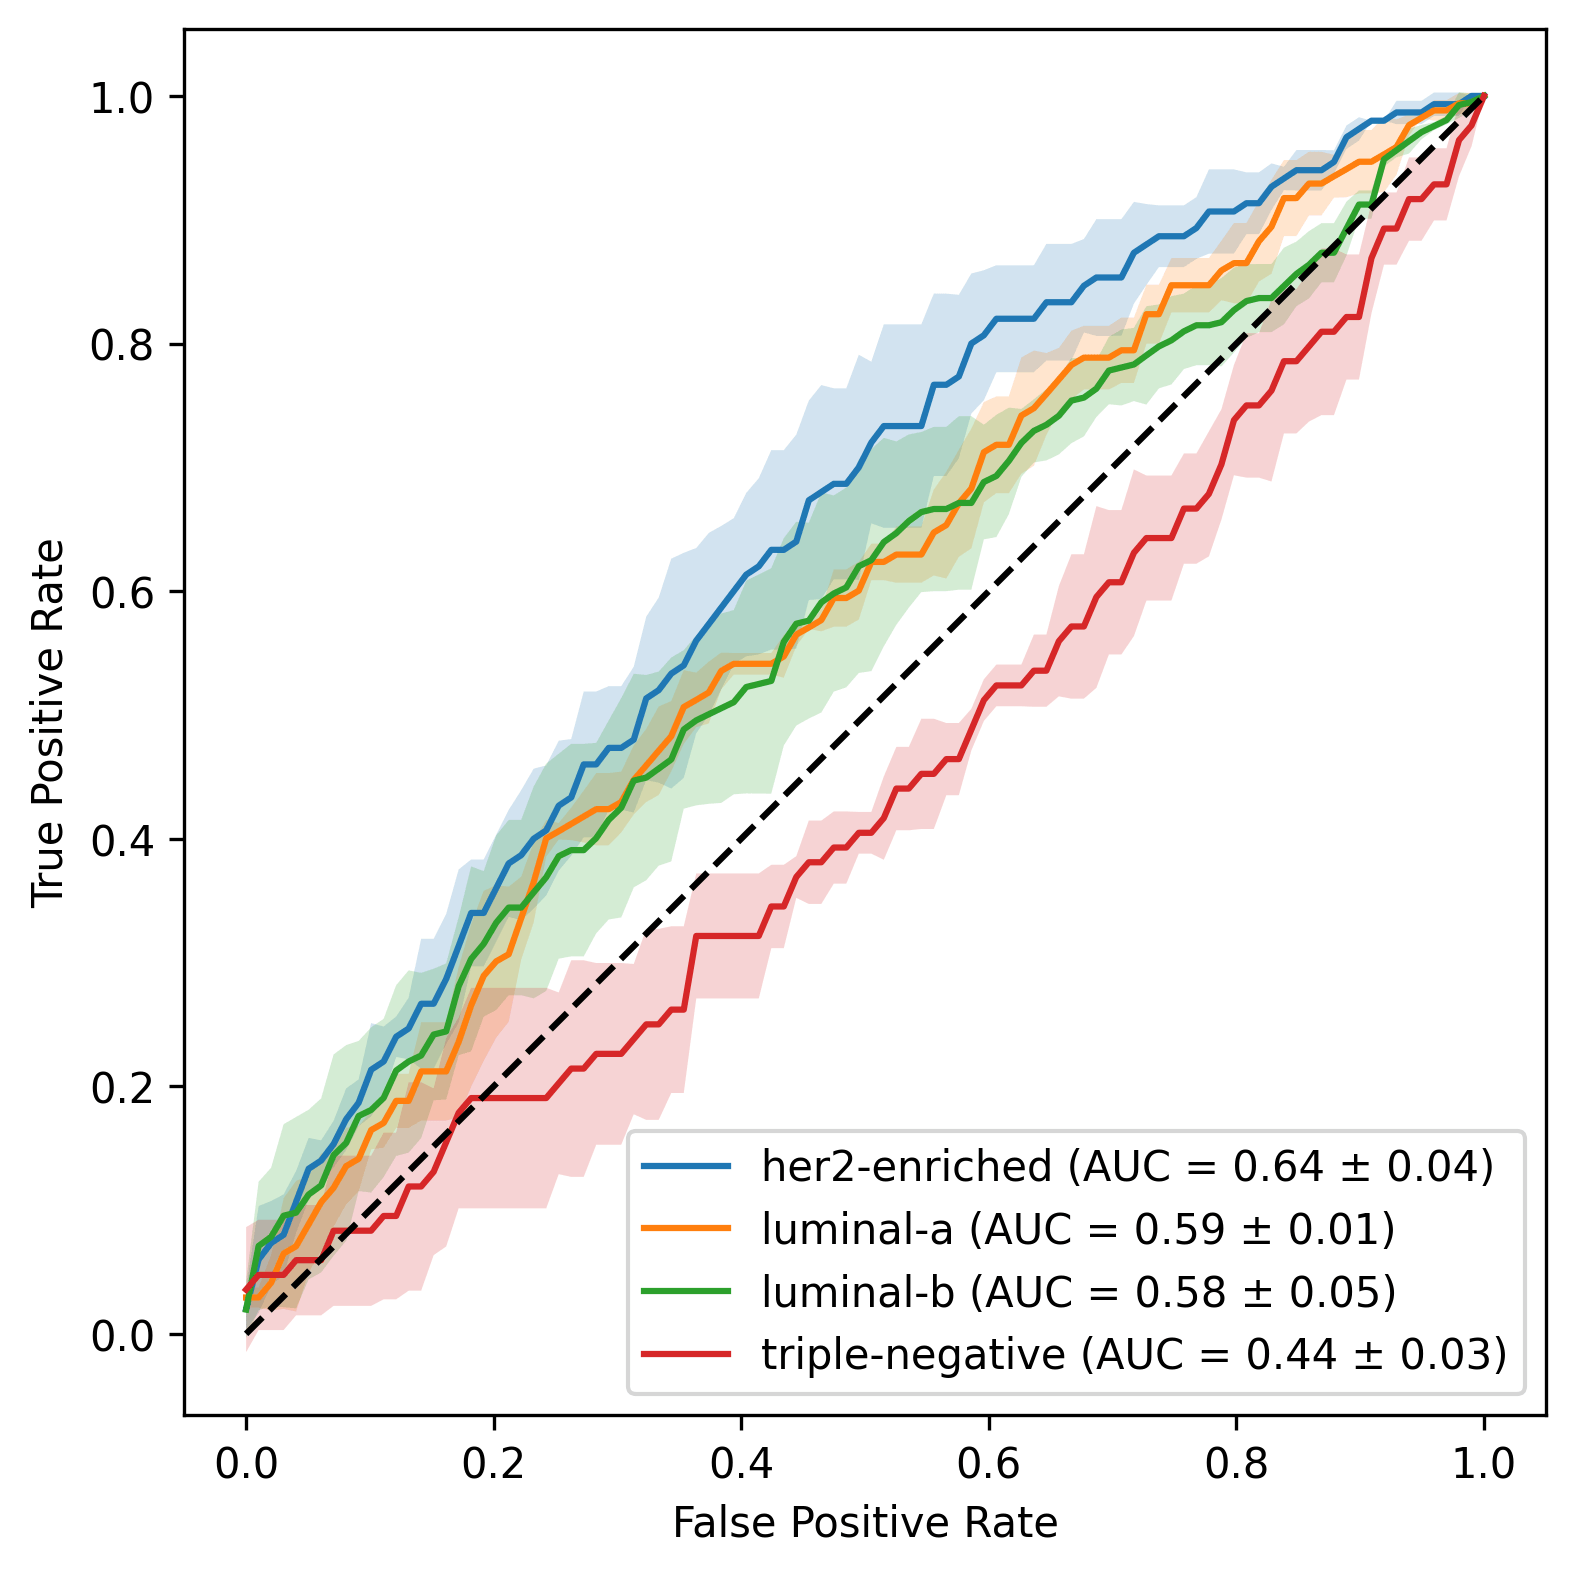 1.0
0.8
0.6
0.4
0.2
0.0
True Positive Rate
her2-enriched (AUC = 0.64 ± 0.04)
luminal-a (AUC = 0.59 ± 0.01)
luminal-b (AUC = 0.58 ± 0.05)
triple-negative (AUC = 0.44 ± 0.03)
0.0 0.2 0.4 0.6 0.8 1.0
False Positive Rate